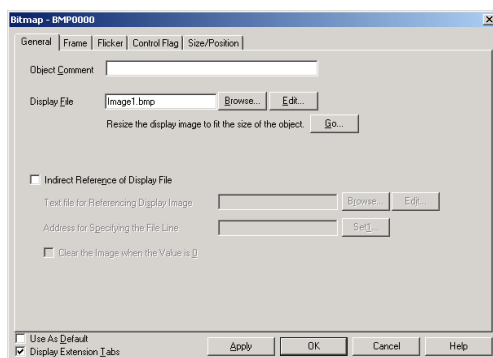 Bitmap - BMP0000
General Frame Flicker Control Flag Size/Position
Object Comment
Display File Image1.bmp Browse... Edit...
Resize the display image to fit the size of the object. Go...
Indirect Reference of Display File
Text file for Referencing Display Image Browse... Edit...
Address for Specifying the File Line Set1...
Clear the Image when the Value is 0
Use As Default
Display Extension Tabs Apply OK Cancel Help